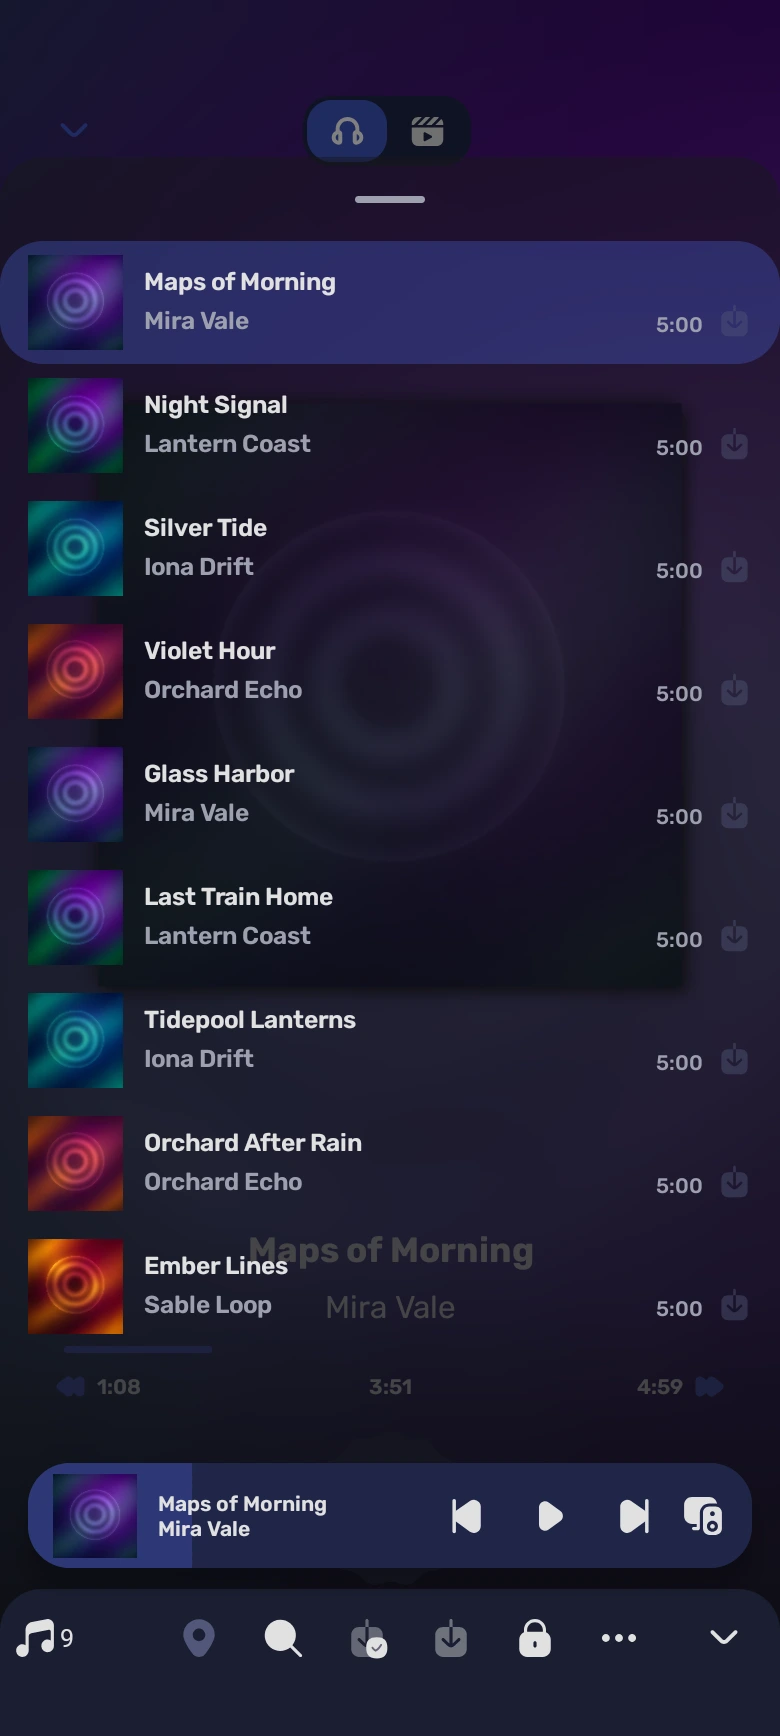 Maps of Morning
Mira Vale
5:00
Night Signal
Lantern Coast
5:00
Silver Tide
Iona Drift
5:00
Violet Hour
Orchard Echo
5:00
Glass Harbor
Mira Vale
5:00
Last Train Home
Lantern Coast
5:00
Tidepool Lanterns
Iona Drift
5:00
Orchard After Rain
Orchard Echo
5:00
Maps of Morning
Ember Lines
Sable Loop
Mira Vale
5:00
1:08
3:51
4:59
Maps of Morning
Mira Vale
9